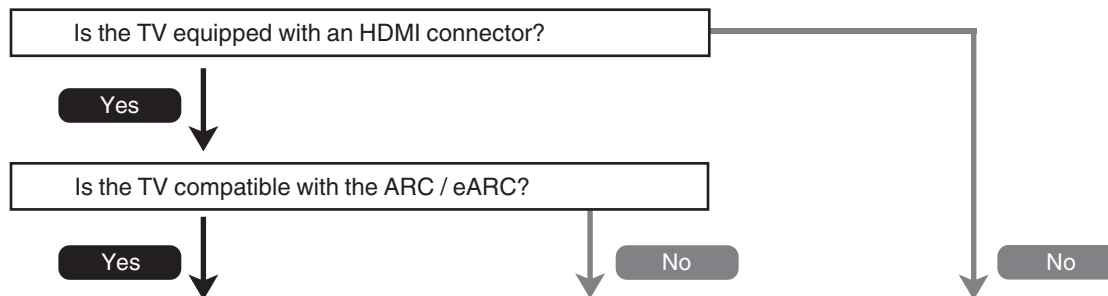 Is the TV equipped with an HDMI connector?
Yes
Is the TV compatible with the ARC / eARC?
Yes
No
No